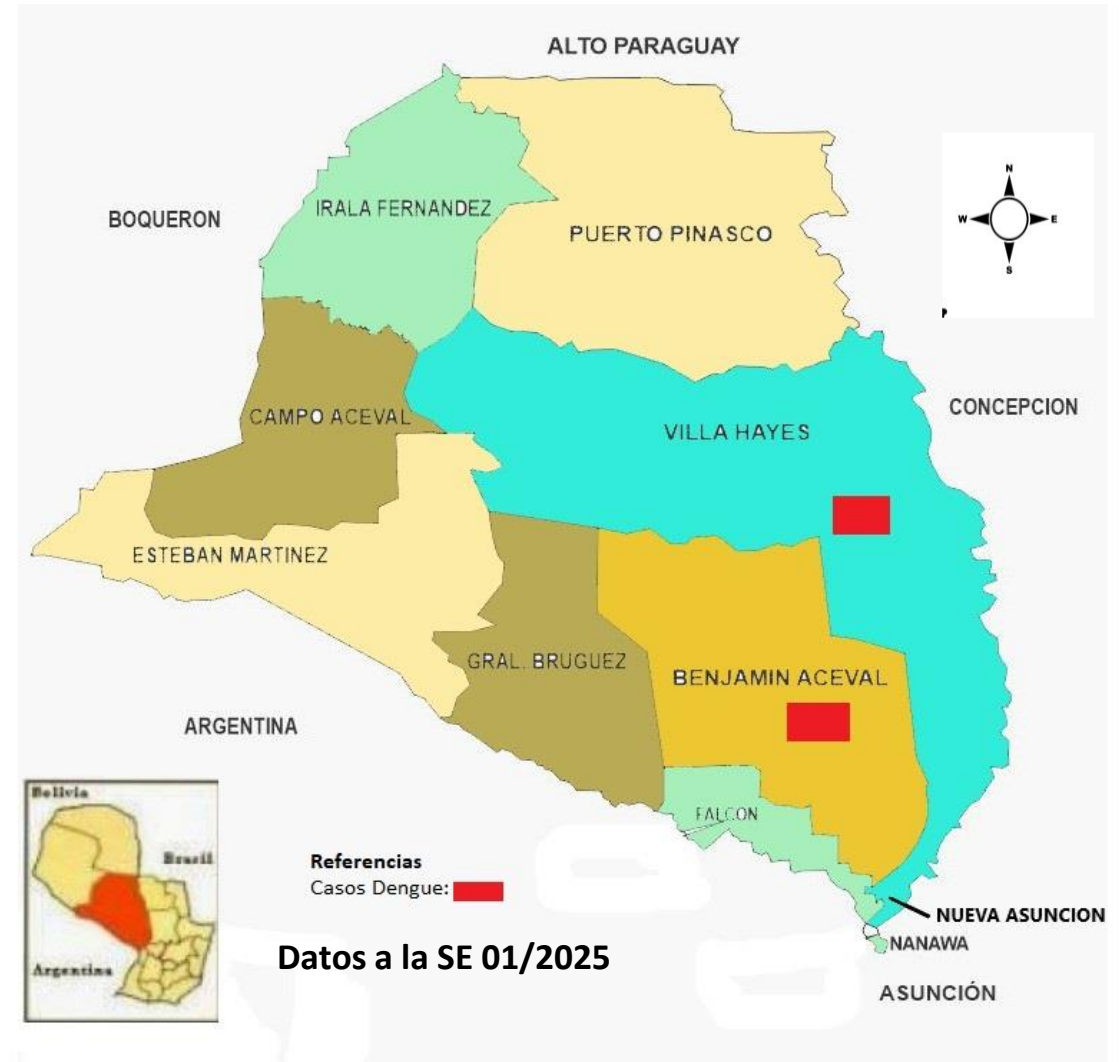 ALTO PARAGUAY
BOQUERON
IRALA FERNANDEZ
PUERTO PINASCO
N
W E
S
CAMPO ACEVAL
VILLA HAYES
CONCEPCION
ESTEBAN MARTINEZ
GRAL. BRUGUEZ
BENJAMIN ACEVAL
ARGENTINA
Bolivia
Brasil
Argentina
FALCON
Referencias
Casos Dengue:
NUEVA ASUNCION
NANAWA
Datos a la SE 01/2025
ASUNCIÓN